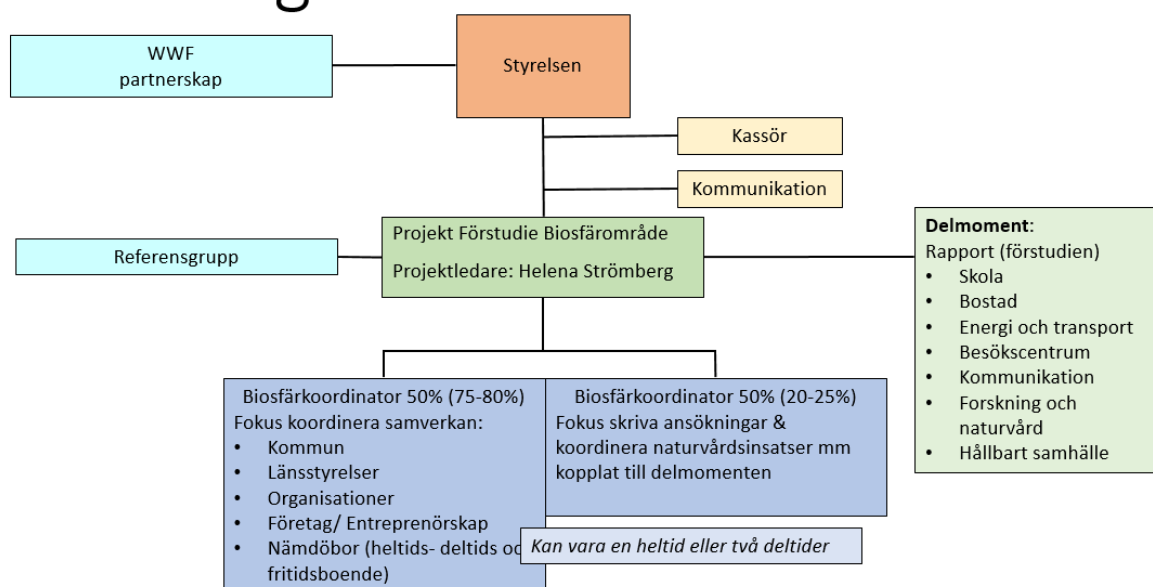 WWF
partnerskap
Styrelsen
Kassör
Kommunikation
Projekt Förstudie Biosfärområde
Projektledare: Helena Strömberg
Referensgrupp
Delmoment:
Rapport (förstudien)
• Skola
• Bostad
• Energi och transport
• Besökscentrum
• Kommunikation
• Forskning och
naturvård
• Hållbart samhälle
Biosfärkoordinator 50% (75-80%)
Fokus koordinera samverkan:
• Kommun
• Länsstyrelser
• Organisationer
• Företag/ Entreprenörskap
• Nämdöbor (heltids- deltids
fritidsboende)
Biosfärkoordinator 50% (20-25%)
Fokus skriva ansökningar &
koordinera naturvårdsinsatser mm
kopplat till delmomenten
Kan vara en heltid eller två deltider